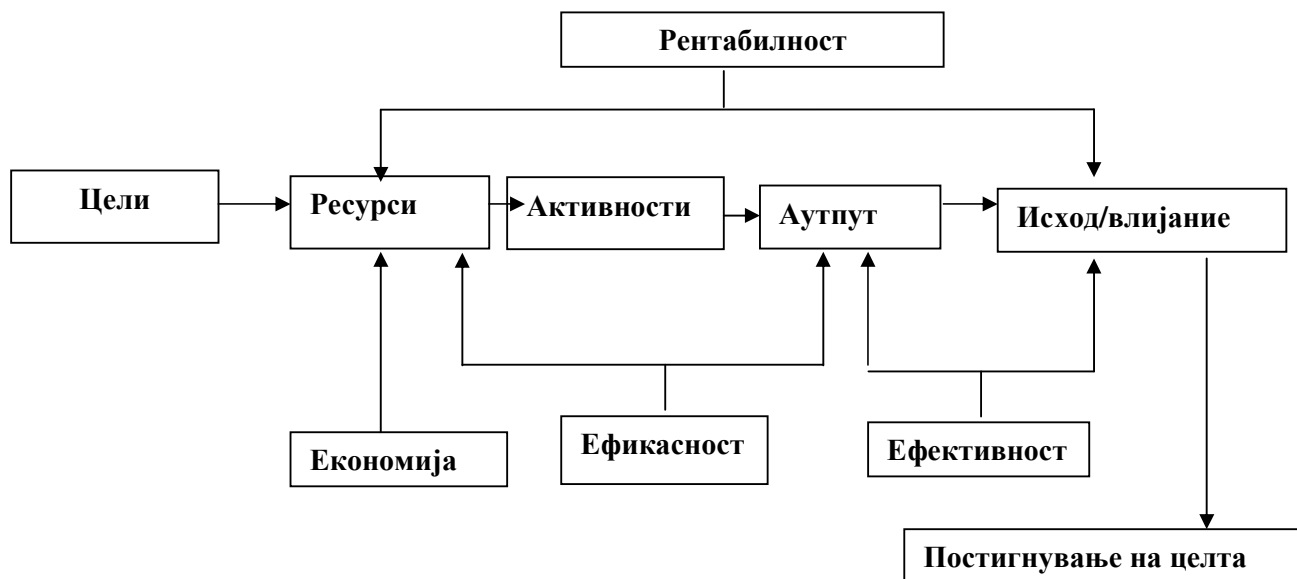 Рентабилност
Цели
Ресурси
Активности
Аутпут
Исход/влијание
Економија
Ефикасност
Ефективност
Постигнување на целта